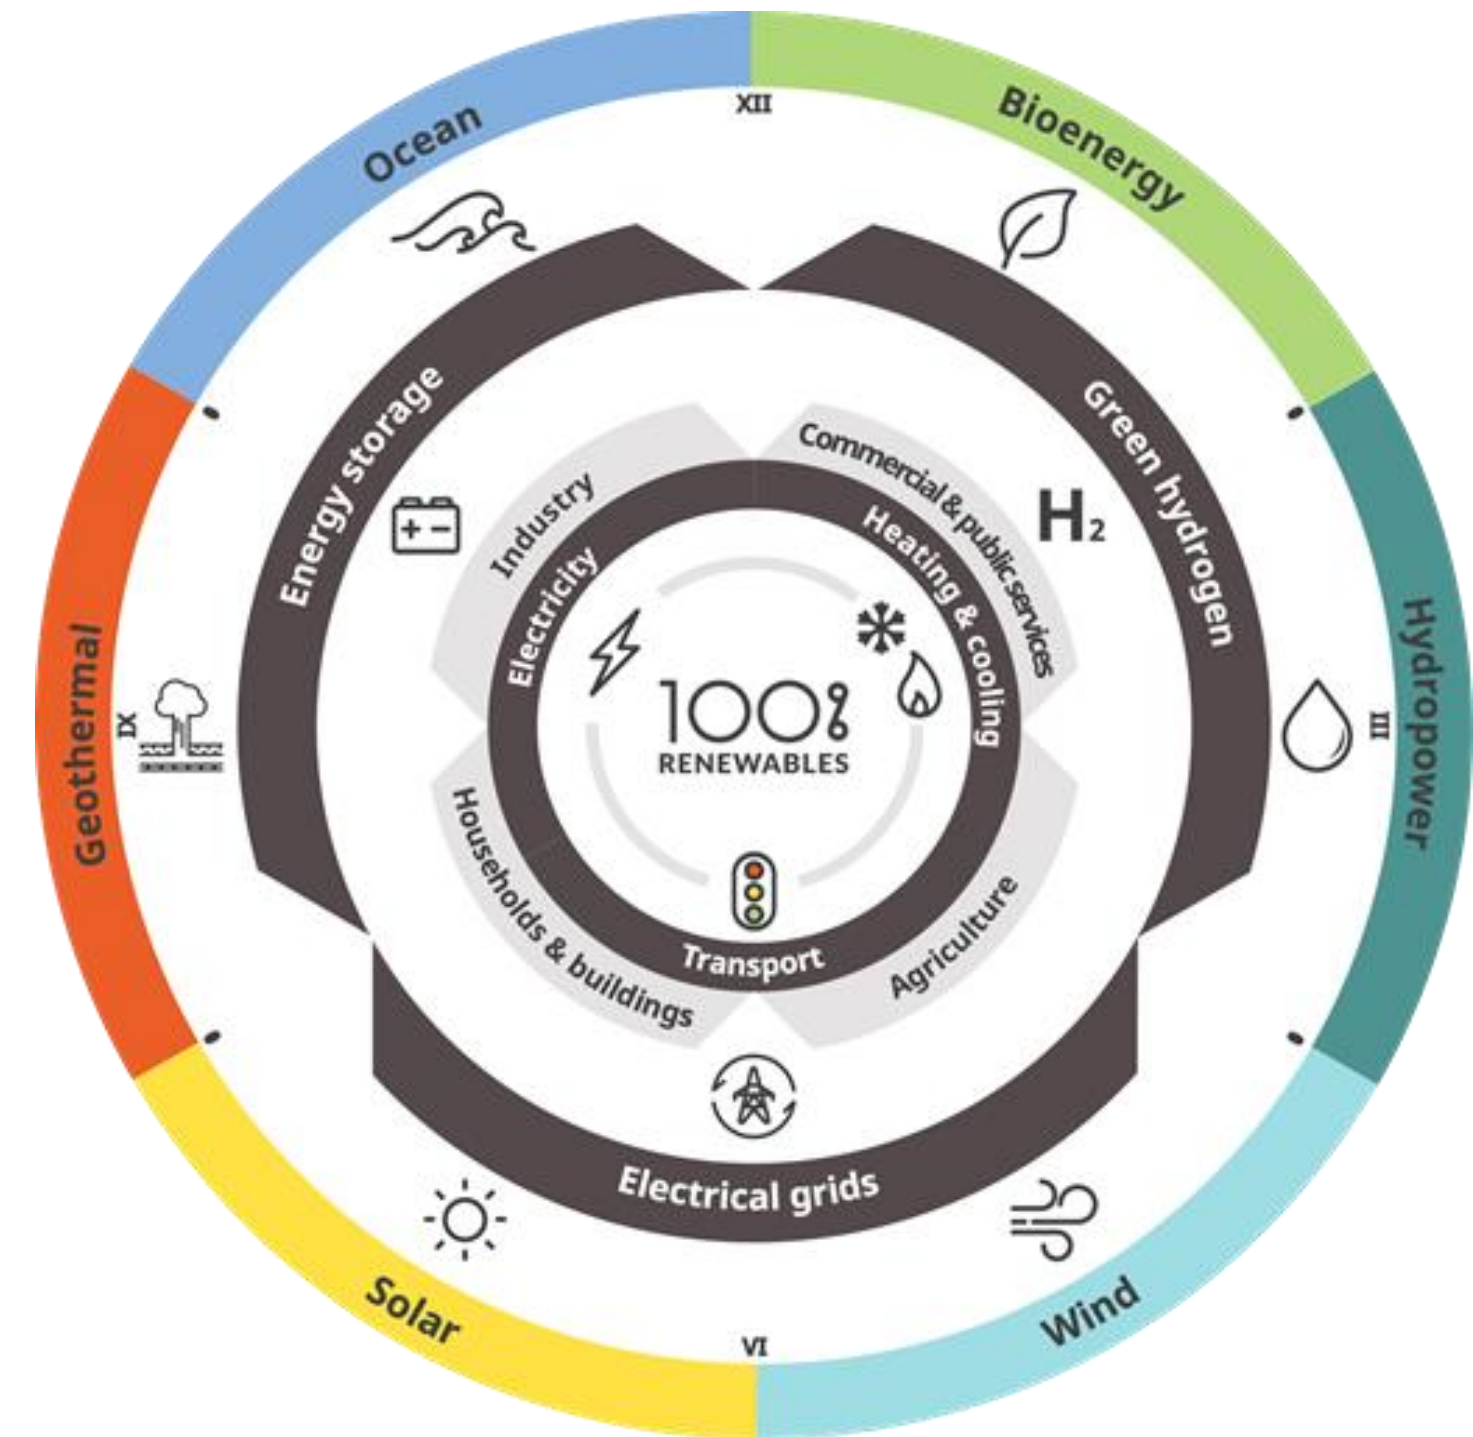 Ocean
Bioenergy
XII
Energy storage
Green hydrogen
Industry
Commercial & public services
H2
Electricity
Heating & cooling
Geothermal
IX
100%
RENEWABLES
III
Hydropower
Households & buildings
Transport
Agriculture
Electrical grids
Solar
Wind
VI